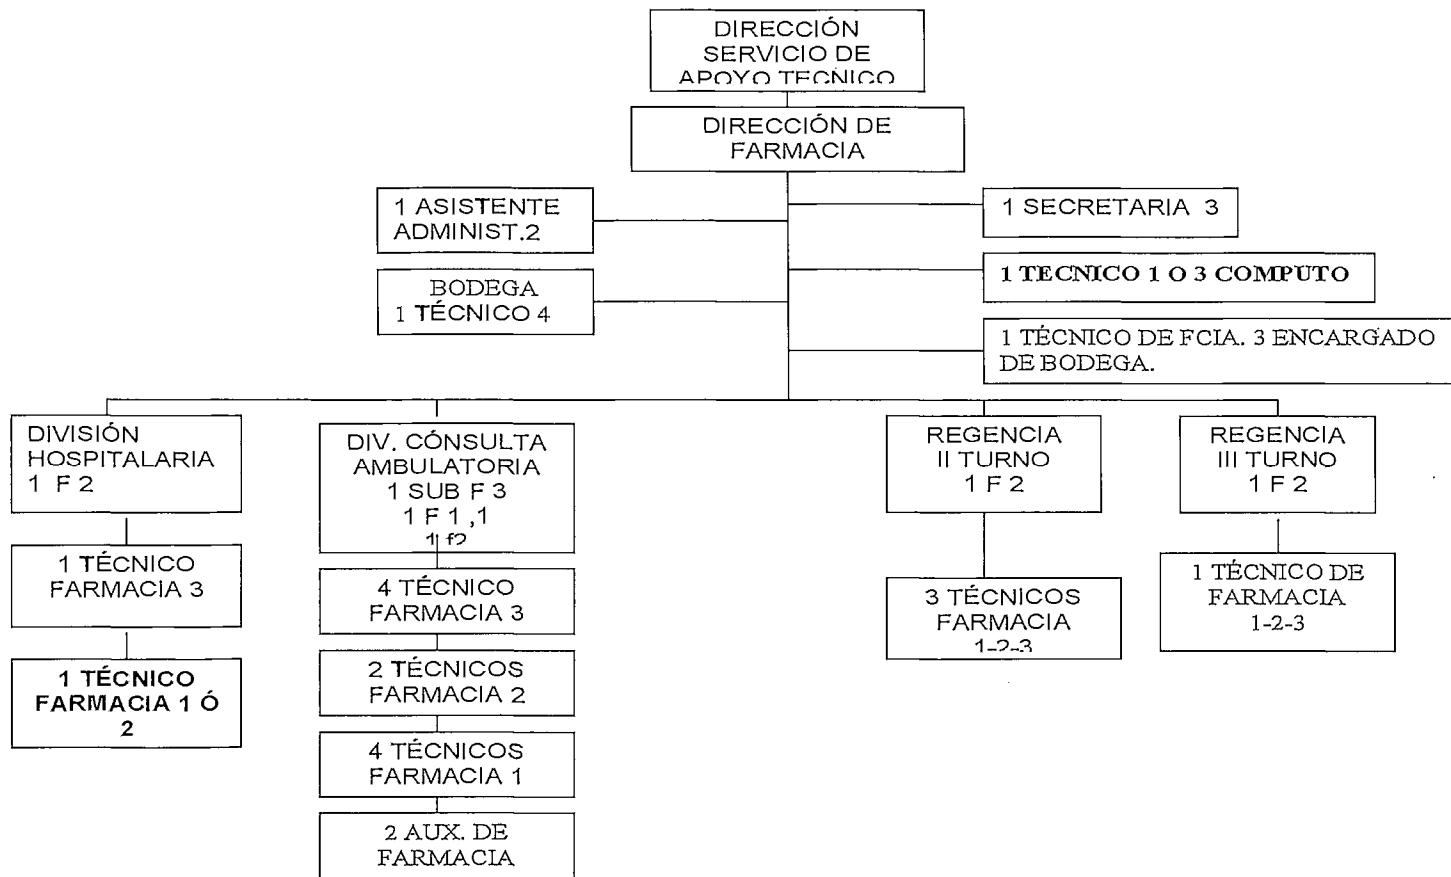 DIRECCIÓN
SERVICIO DE
APOYO TECNICO
DIRECCIÓN DE
FARMACIA
1 ASISTENTE
ADMINIST.2
1 SECRETARIA 3
1 TECNICO 1 O 3 COMPUTO
BODEGA
1 TÉCNICO 4
1 TÉCNICO DE FCIA. 3 ENCARGADO
DE BODEGA.
DIVISIÓN
HOSPITALARIA
1 F 2
1 TÉCNICO
FARMACIA 3
1 TÉCNICO
FARMACIA 1 Ó
2
DIV. CÓNSULTA
AMBULATORIA
1 SUB F 3
1 F 1 ,1
1 f2
4 TÉCNICO
FARMACIA 3
2 TÉCNICOS
FARMACIA 2
4 TÉCNICOS
FARMACIA 1
2 AUX. DE
FARMACIA
REGENCIA
II TURNO
1 F 2
3 TÉCNICOS
FARMACIA
1-2-3
REGENCIA
III TURNO
1 F 2
1 TÉCNICO DE
FARMACIA
1-2-3